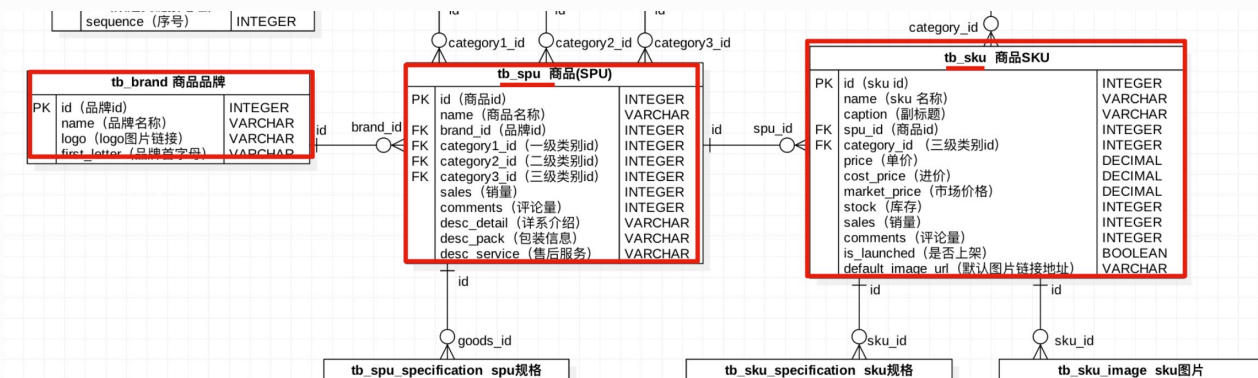 sequence（序号） INTEGER
id
id
id
category1_id
category2_id
category3_id
category_id
tb_brand 商品品牌
PK id（品牌id） INTEGER
name（品牌名称） VARCHAR
logo（logo图片链接） VARCHAR
first_letter（品牌首字母） VARCHAR
id
brand_id
tb_spu 商品(SPU)
PK id（商品id） INTEGER
name（商品名称） VARCHAR
FK brand_id（品牌id） INTEGER
FK category1_id（一级类别id） INTEGER
FK category2_id（二级类别id） INTEGER
FK category3_id（三级类别id） INTEGER
sales（销量） INTEGER
comments（评论量） INTEGER
desc_detail（详系介绍） VARCHAR
desc_pack（包装信息） VARCHAR
desc_service（售后服务） VARCHAR
id
spu_id
tb_sku 商品SKU
PK id（sku id） INTEGER
name（sku 名称） VARCHAR
caption（副标题） VARCHAR
FK spu_id（商品id） INTEGER
FK category_id （三级类别id） INTEGER
price（单价） DECIMAL
cost_price（进价） DECIMAL
market_price（市场价格） DECIMAL
stock（库存） INTEGER
sales（销量） INTEGER
comments（评论量） INTEGER
is_launched（是否上架） BOOLEAN
default_image_url（默认图片链接地址） VARCHAR
id
goods_id
id
sku_id
id
sku_id
tb_spu_specification spu规格
tb_sku_specification sku规格
tb_sku_image sku图片